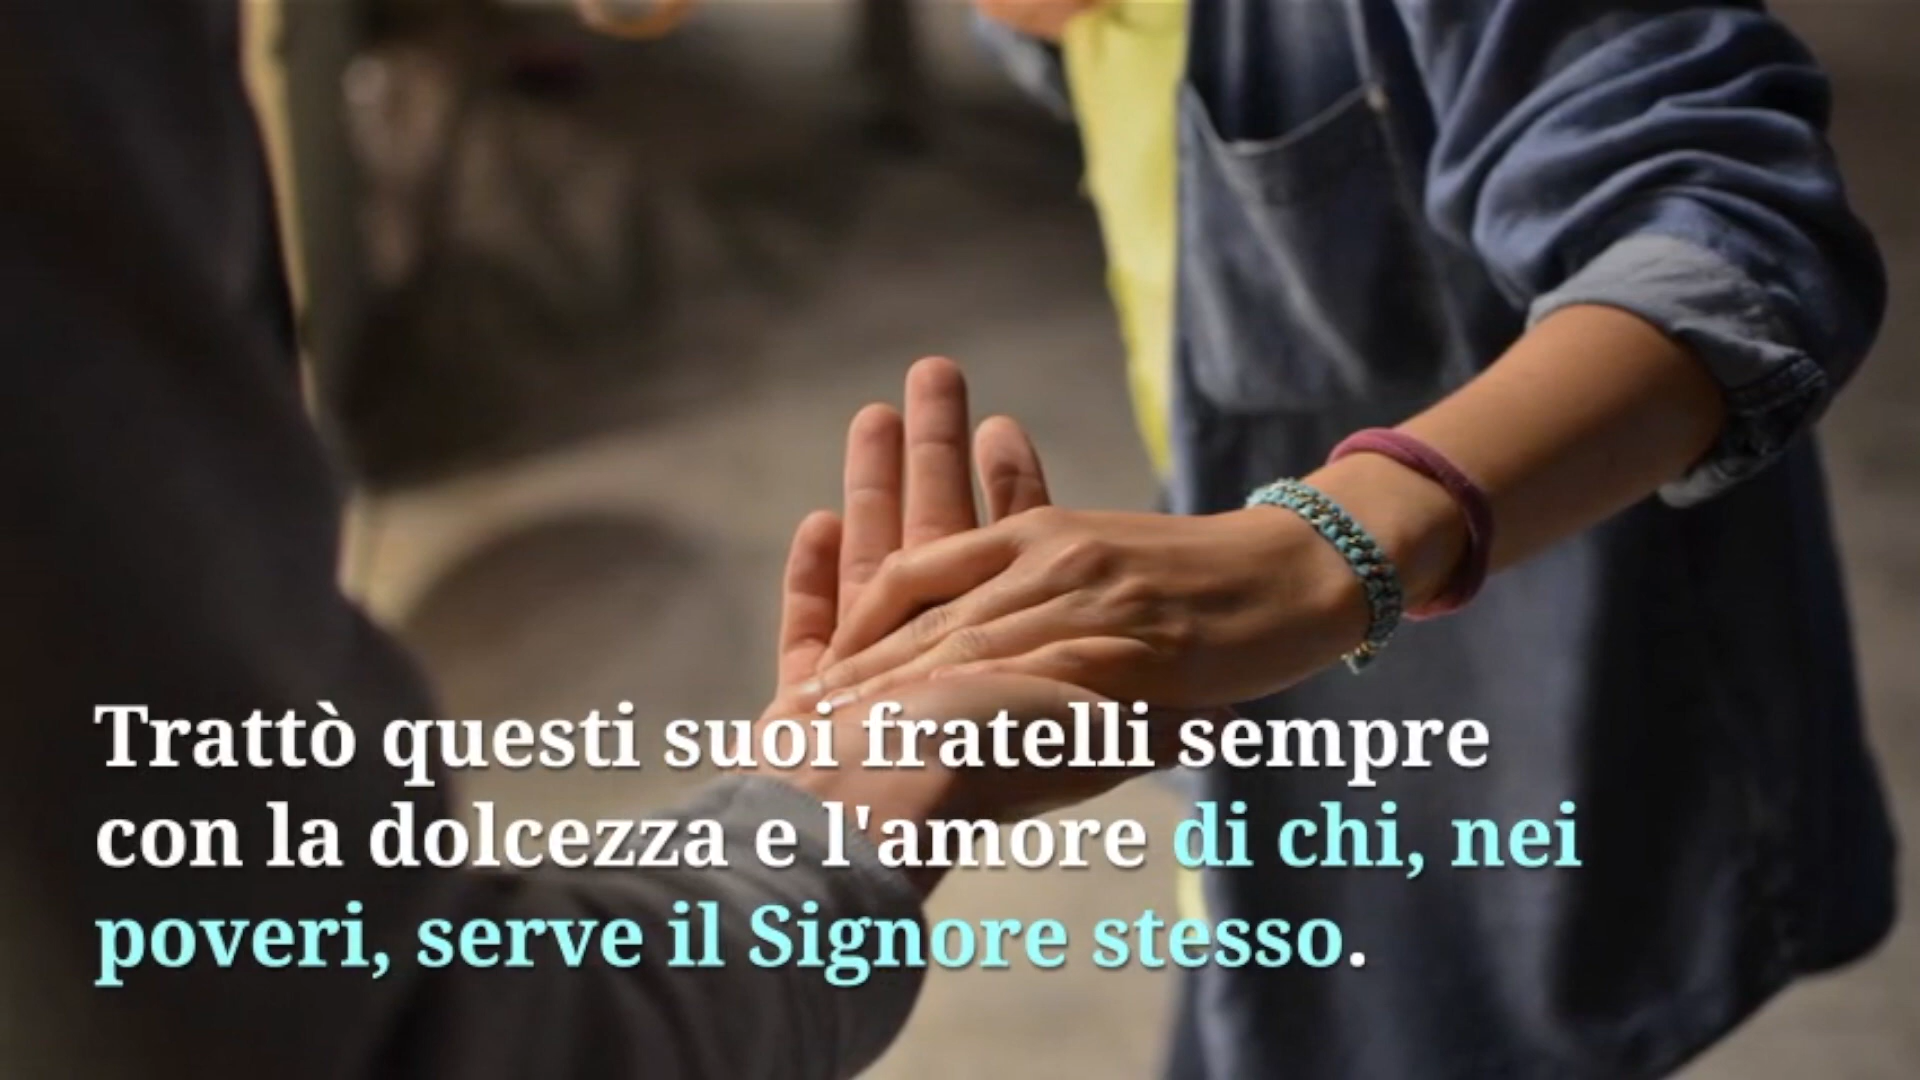 Trattò questi suoi fratelli sempre
con la dolcezza e l'amore di chi, nei
poveri, serve il Signore stesso.